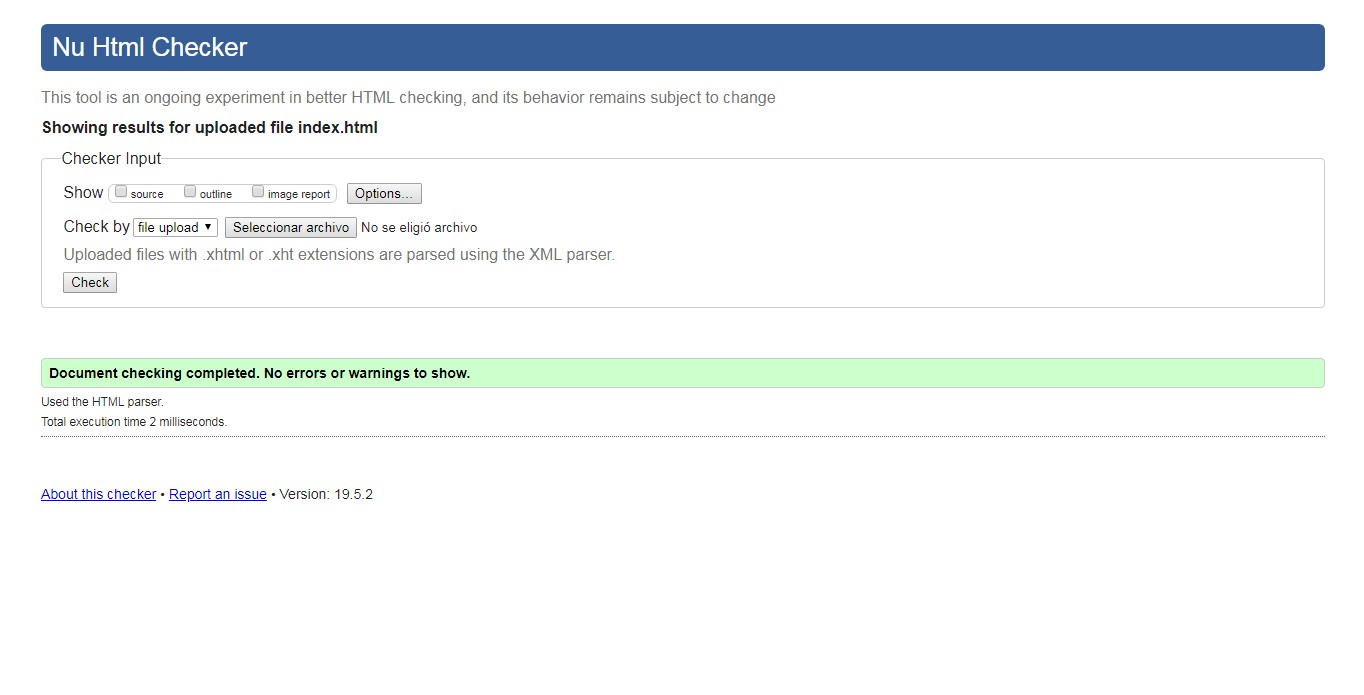 Nu Html Checker
This tool is an ongoing experiment in better HTML checking, and its behavior remains subject to change
Showing results for uploaded file index.html
Checker Input
Show source outline image report Options...
Check by file upload Seleccionar archivo No se eligió archivo
Uploaded files with .xhtml or .xht extensions are parsed using the XML parser.
Check
Document checking completed. No errors or warnings to show.
Used the HTML parser.
Total execution time 2 milliseconds.
About this checker • Report an issue • Version: 19.5.2